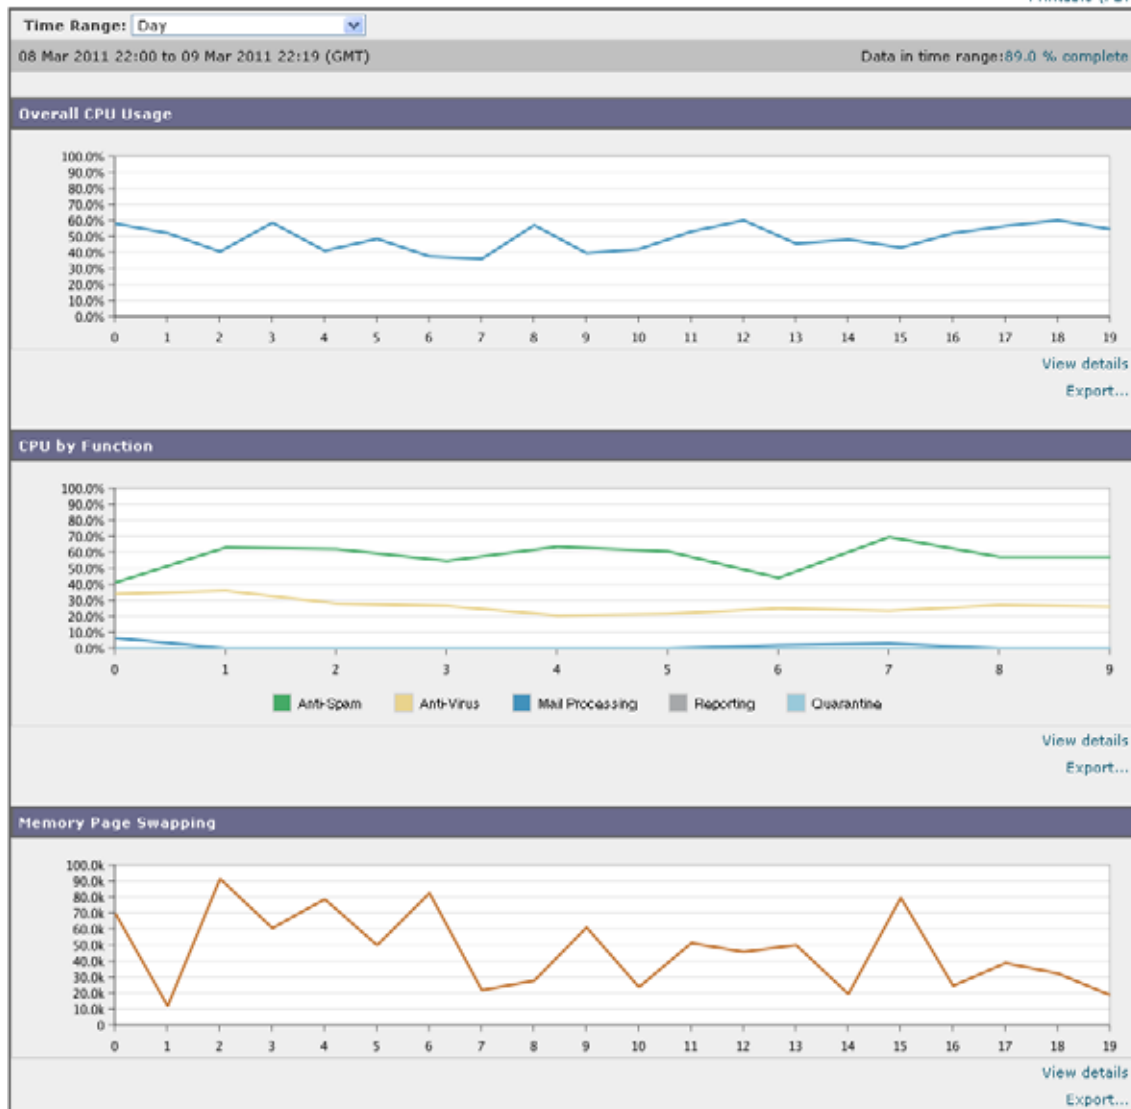 Time Range: Day
08 Mar 2011 22:00 to 09 Mar 2011 22:19 (GMT) Data in time range:89.0 % complete
Overall CPU Usage
100.0%
90.0%
80.0%
70.0%
60.0%
50.0%
40.0%
30.0%
20.0%
10.0%
0.0%
0 1 2 3 4 5 6 7 8 9 10 11 12 13 14 15 16 17 18 19
View details
Export...
CPU by Function
100.0%
90.0%
80.0%
70.0%
60.0%
50.0%
40.0%
30.0%
20.0%
10.0%
0.0%
0 1 2 3 4 5 6 7 8 9
Anti-Spam Anti-Virus Mail Processing Reporting Quarantine
View details
Export...
Memory Page Swapping
100.0k
90.0k
80.0k
70.0k
60.0k
50.0k
40.0k
30.0k
20.0k
10.0k
0
0 1 2 3 4 5 6 7 8 9 10 11 12 13 14 15 16 17 18 19
View details
Export...